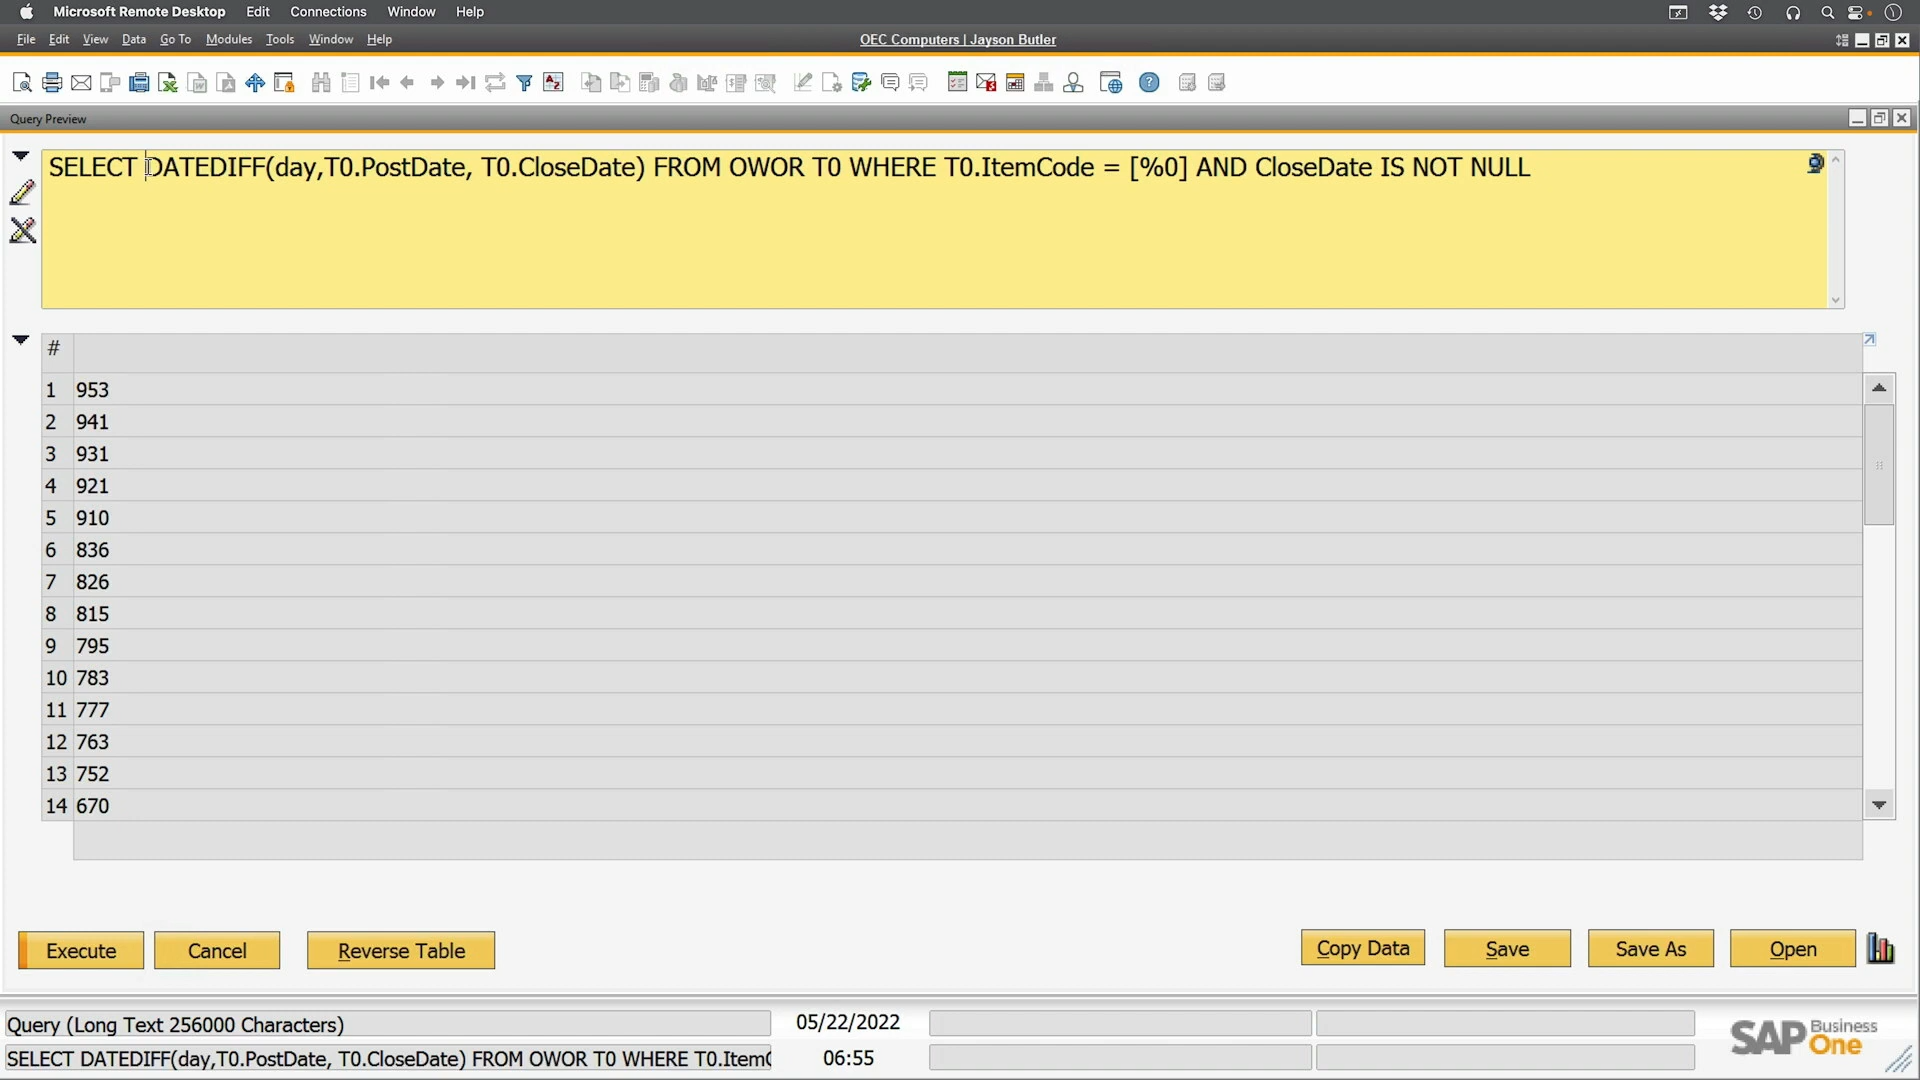 Microsoft Remote Desktop Edit Connections Window Help
File Edit View Data Go To Modules Tools Window Help
OEC Computers | Jayson Butler
Query Preview
SELECT DATEDIFF(day,T0.PostDate, T0.CloseDate) FROM OWOR T0 WHERE T0.ItemCode = [%0] AND CloseDate IS NOT NULL
#
1 953
2 941
3 931
4 921
5 910
6 836
7 826
8 815
9 795
10 783
11 777
12 763
13 752
14 670
Execute Cancel Reverse Table Copy Data Save Save As Open
Query (Long Text 256000 Characters) 05/22/2022
SELECT DATEDIFF(day,T0.PostDate, T0.CloseDate) FROM OWOR T0 WHERE T0.ItemC 06:55
SAP Business One